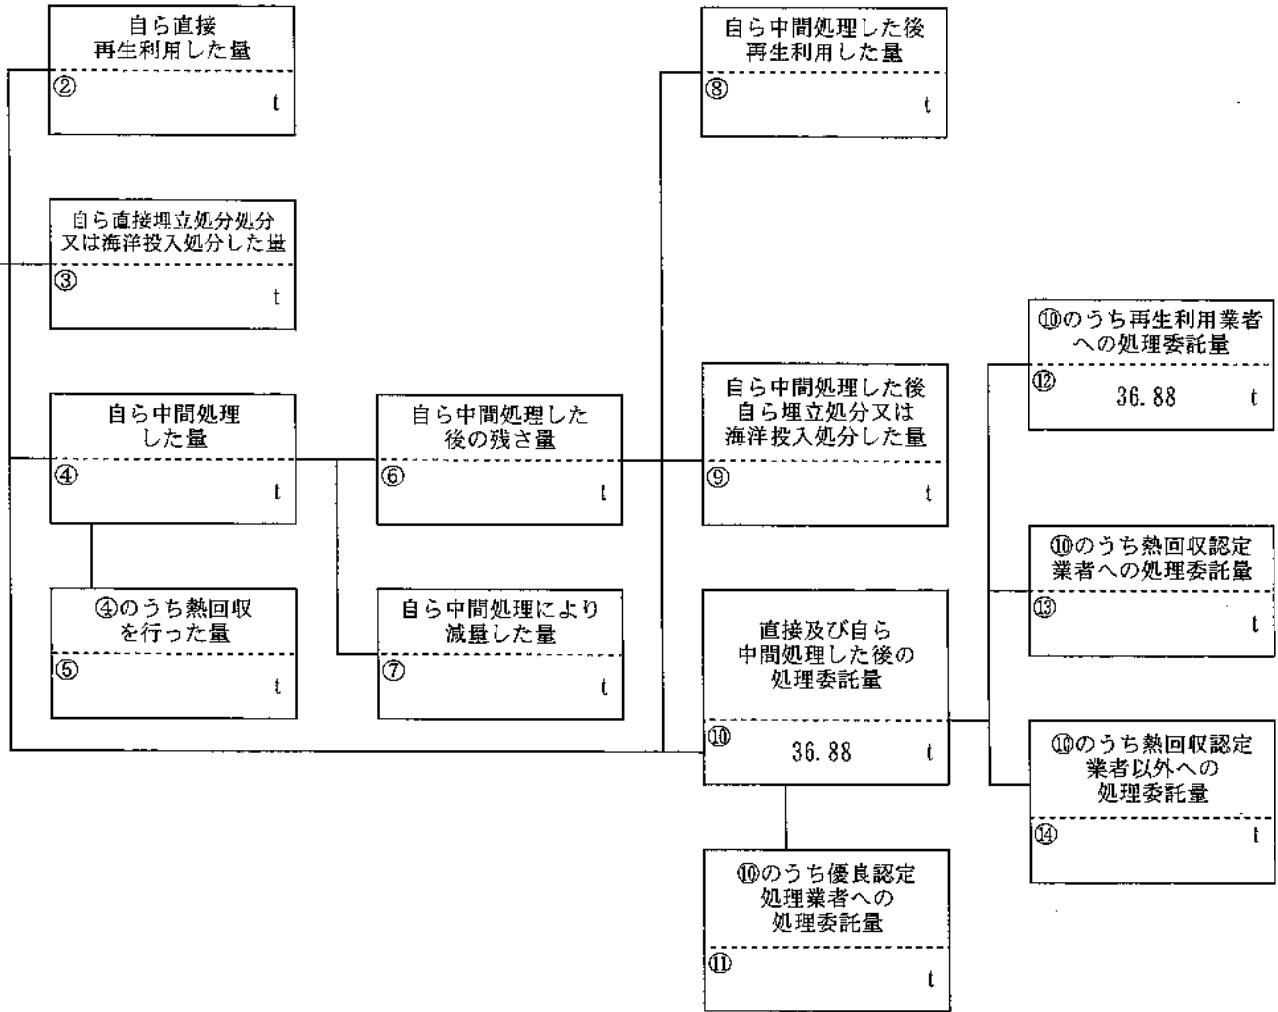 自ら直接
再生利用した量
②
t
自ら中間処理した後
再生利用した量
⑧
t
自ら直接埋立処分処分
又は海洋投入処分した量
③
t
⑩のうち再生利用業者
への処理委託量
⑫
36.88 t
自ら中間処理
した量
④
t
自ら中間処理した
後の残さ量
⑥
t
自ら中間処理した後
自ら埋立処分又は
海洋投入処分した量
⑨
t
⑩のうち熱回収認定
業者への処理委託量
⑬
t
④のうち熱回収
を行った量
⑤
t
自ら中間処理により
減量した量
⑦
t
直接及び自ら
中間処理した後の
処理委託量
⑩
36.88 t
⑩のうち熱回収認定
業者以外への
処理委託量
⑭
t
⑩のうち優良認定
処理業者への
処理委託量
⑪
t